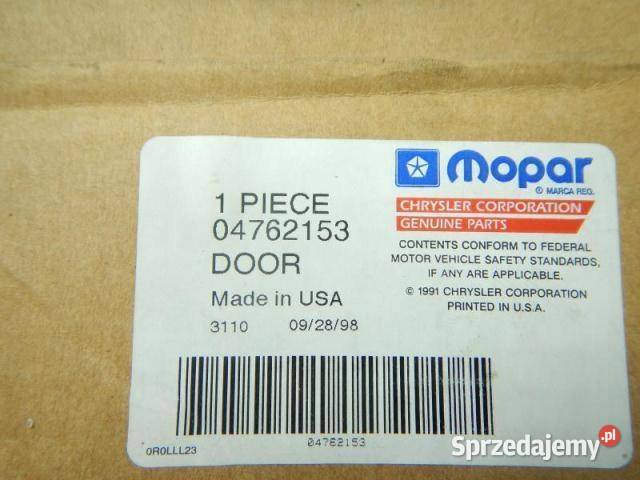 1 PIECE
04762153
DOOR
Made in USA
3110 09/28/98
mopar
® MARCA REG.
CHRYSLER CORPORATION
GENUINE PARTS
CONTENTS CONFORM TO FEDERAL
MOTOR VEHICLE SAFETY STANDARDS,
IF ANY ARE APPLICABLE.
© 1991 CHRYSLER CORPORATION
PRINTED IN U.S.A.
04762153
0R0LLL23
Sprzedajemy.pl